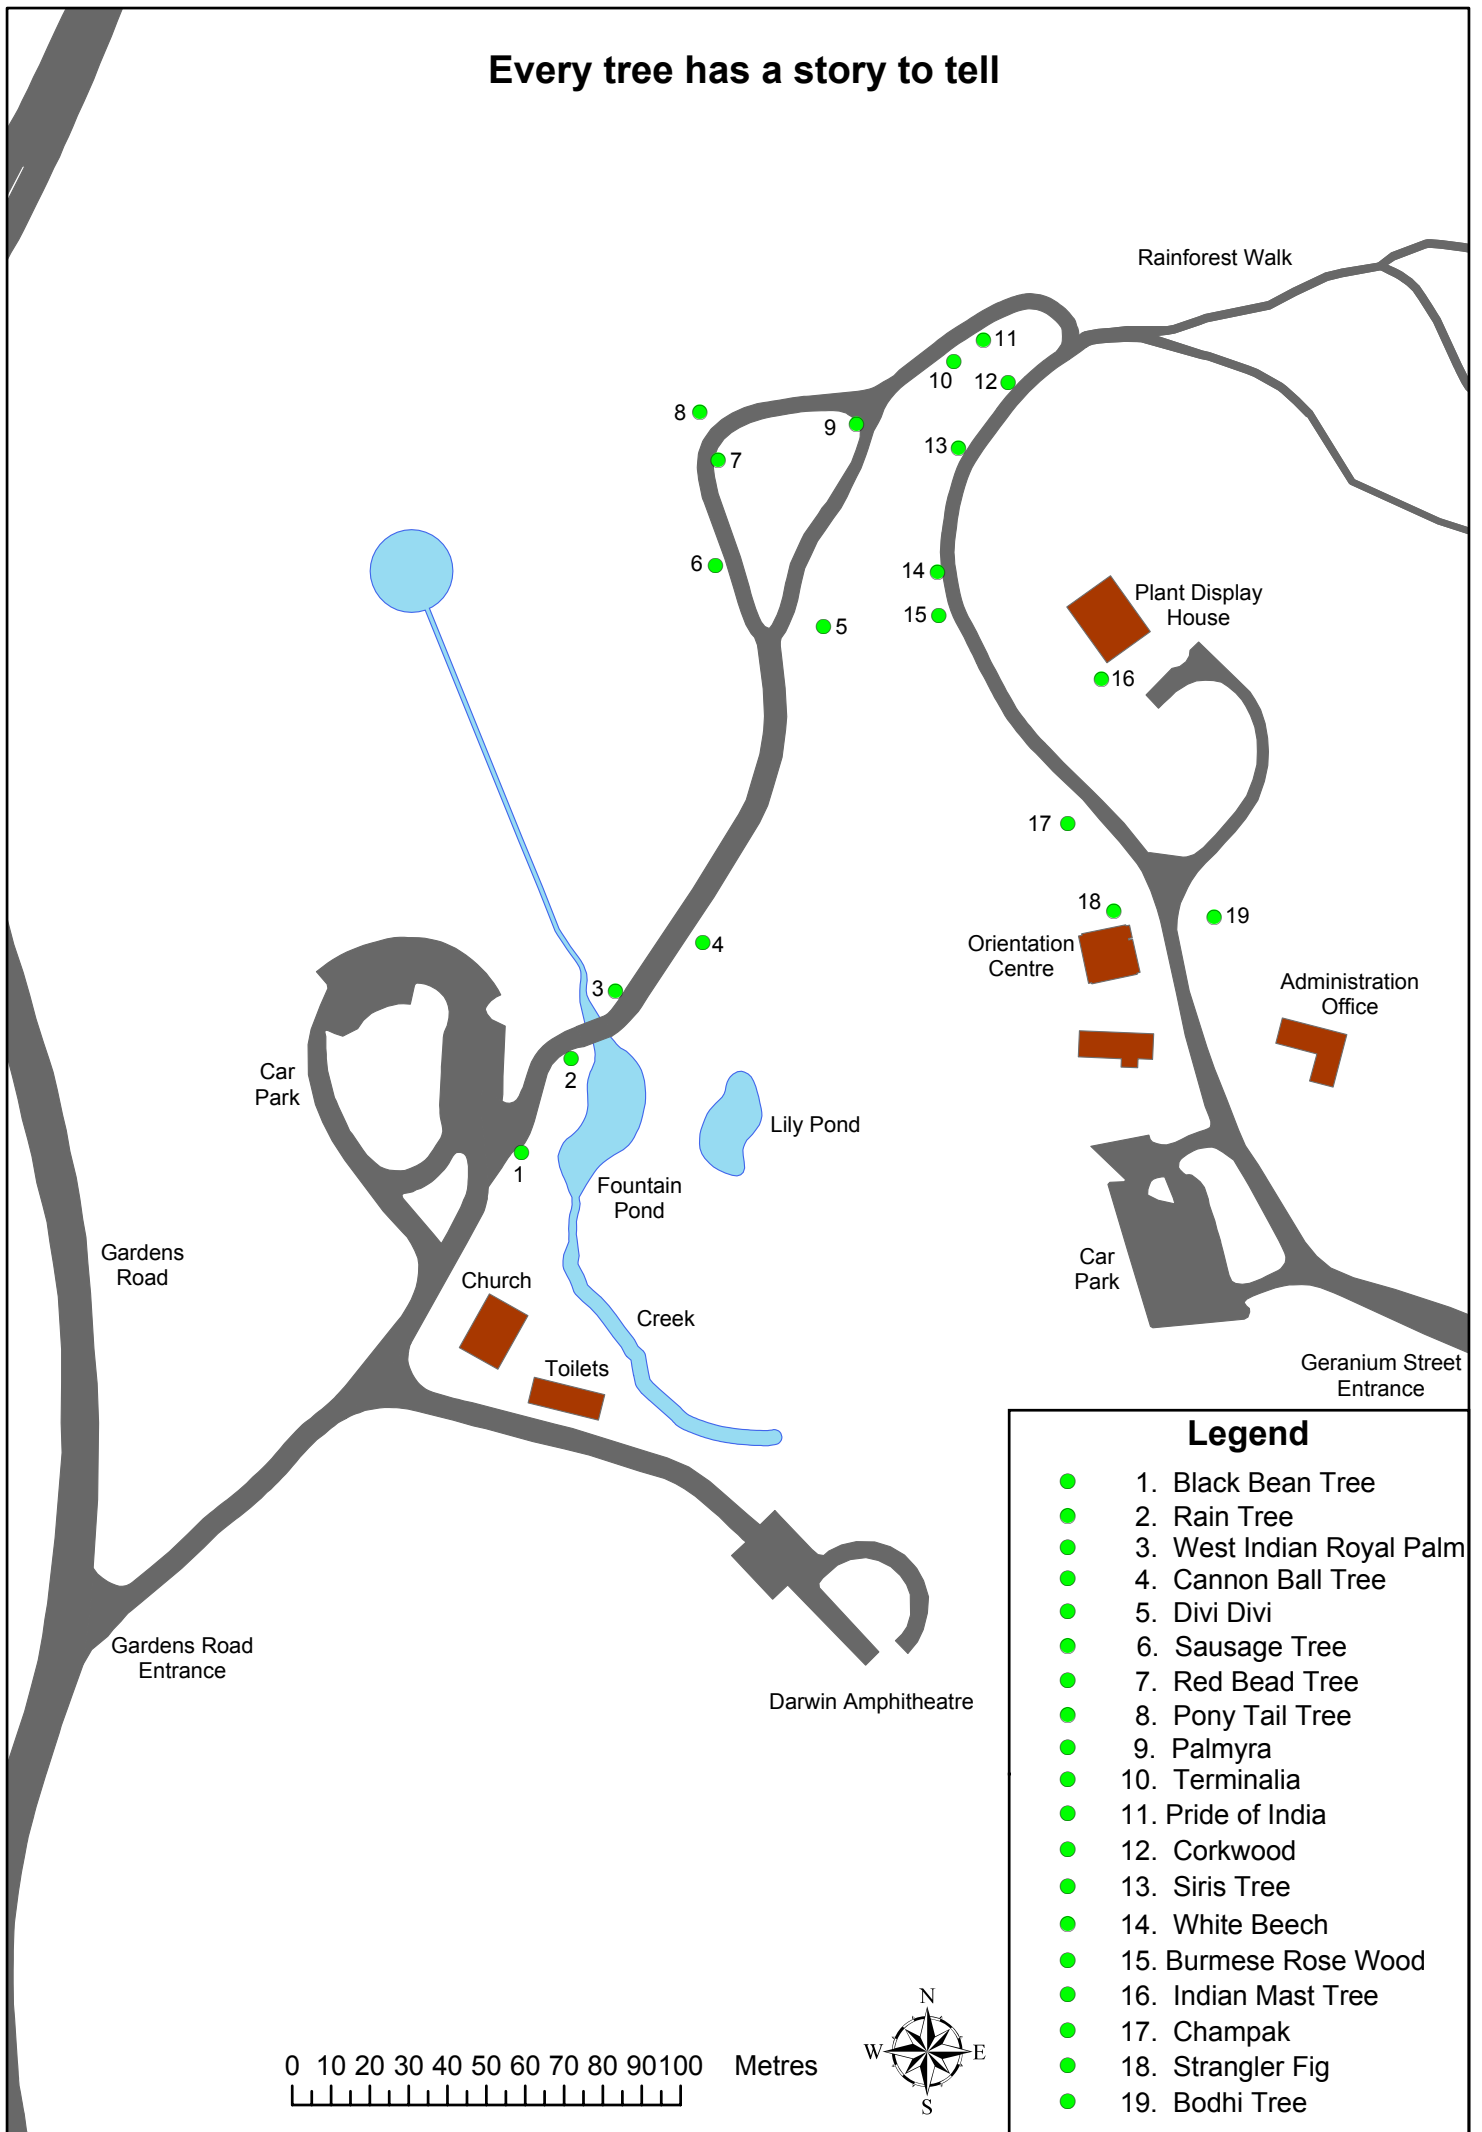 Every tree has a story to tell
Rainforest Walk
11
10
12
8
9
13
7
6
14
Plant Display
House
15
5
16
17
18
19
Orientation
Centre
4
Administration
Office
3
Car
Park
2
Lily Pond
1
Fountain
Pond
Gardens
Road
Car
Park
Church
Creek
Toilets
Geranium Street
Entrance
Gardens Road
Entrance
Darwin Amphitheatre
Legend
1. Black Bean Tree
2. Rain Tree
3. West Indian Royal Palm
4. Cannon Ball Tree
5. Divi Divi
6. Sausage Tree
7. Red Bead Tree
8. Pony Tail Tree
9. Palmyra
10. Terminalia
11. Pride of India
12. Corkwood
13. Siris Tree
14. White Beech
15. Burmese Rose Wood
16. Indian Mast Tree
17. Champak
18. Strangler Fig
19. Bodhi Tree
N
W E
S
0 10 20 30 40 50 60 70 80 90 100 Metres